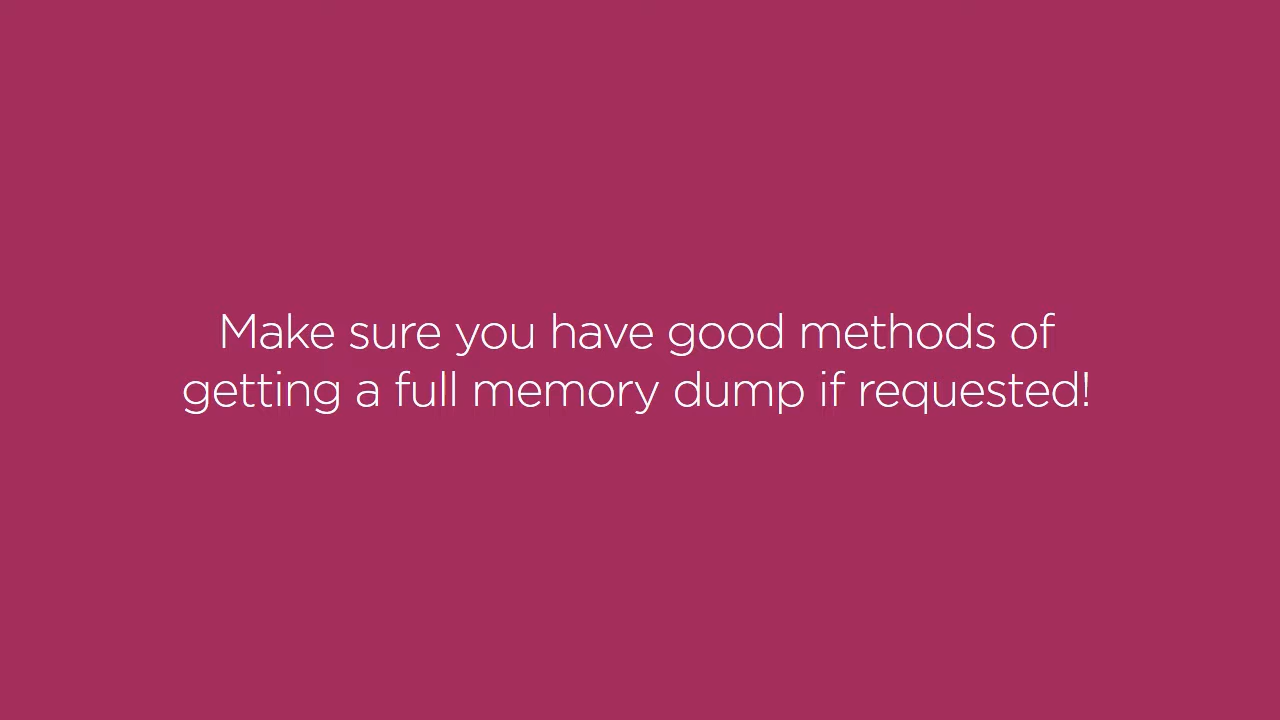 Make sure you have good methods of
getting a full memory dump if requested!